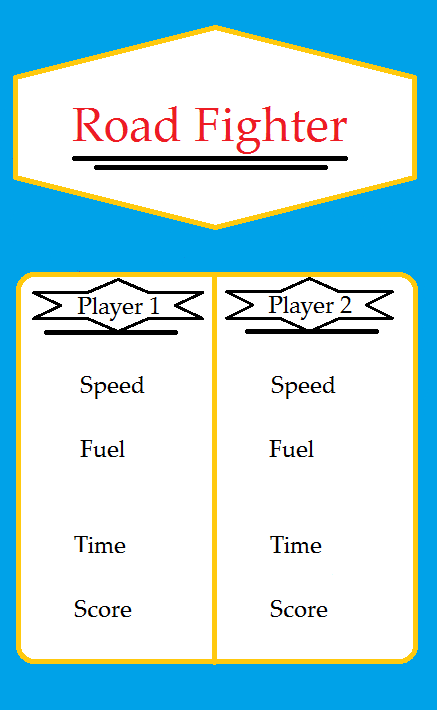 Road Fighter
Player 1
Speed
Fuel
Time
Score
Player 2
Speed
Fuel
Time
Score